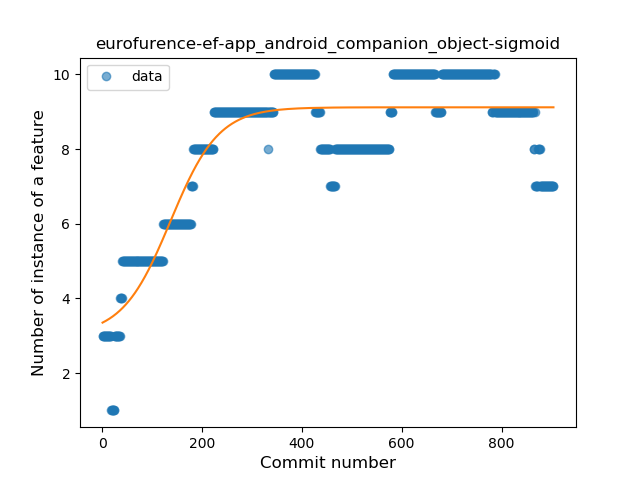 eurofurence-ef-app_android_companion_object-sigmoid
data
Number of instance of a feature
10
8
6
4
2
0
200
400
600
800
Commit number